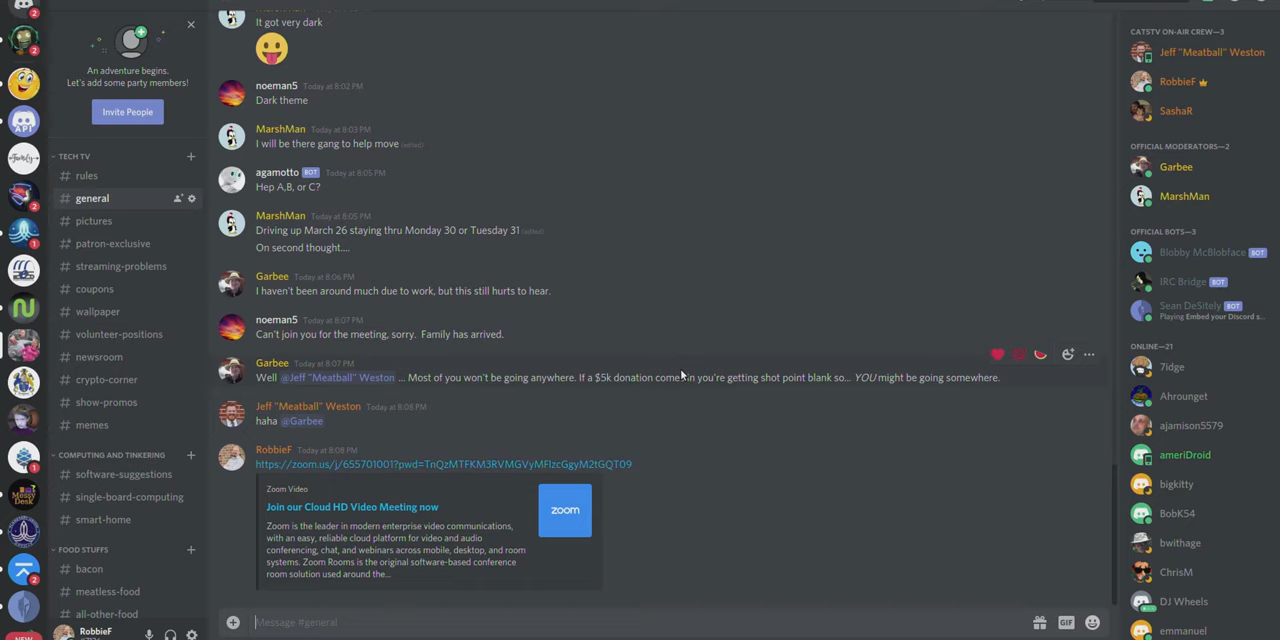 2
2
An adventure begins.
Let's add some party members!
Invite People
API
family
2
1
1
MESSY DESK
2
NEW
TECH TV
rules
general
pictures
patron-exclusive
streaming-problems
coupons
wallpaper
volunteer-positions
newsroom
crypto-corner
show-promos
memes
COMPUTING AND TINKERING
software-suggestions
single-board-computing
smart-home
FOOD STUFFS
bacon
meatless-food
all-other-food
RobbieF
It got very dark
noeman5 Today at 8:02 PM
Dark theme
MarshMan Today at 8:03 PM
I will be there gang to help move (edited)
agamotto BOT Today at 8:05 PM
Hep A,B, or C?
MarshMan Today at 8:05 PM
Driving up March 26 staying thru Monday 30 or Tuesday 31 (edited)
On second thought....
Garbee Today at 8:06 PM
I haven't been around much due to work, but this still hurts to hear.
noeman5 Today at 8:07 PM
Can't join you for the meeting, sorry. Family has arrived.
Garbee Today at 8:07 PM
Well @Jeff "Meatball" Weston ... Most of you won't be going anywhere. If a $5k donation come in you're getting shot point blank so... YOU might be going somewhere.
Jeff "Meatball" Weston Today at 8:08 PM
haha @Garbee
RobbieF Today at 8:08 PM
Zoom Video
Join our Cloud HD Video Meeting now
Zoom is the leader in modern enterprise video communications,
with an easy, reliable cloud platform for video and audio
conferencing, chat, and webinars across mobile, desktop, and room
systems. Zoom Rooms is the original software-based conference
room solution used around the...
zoom
Message #general
GIF
CATSTV ON-AIR CREW—3
Jeff "Meatball" Weston
RobbieF
SashaR
OFFICIAL MODERATORS—2
Garbee
MarshMan
OFFICIAL BOTS—3
Blobby McBlobface BOT
IRC Bridge BOT
Sean DeSitely BOT
Playing Embed your Discord s...
ONLINE—21
7idge
Ahrounget
ajamison5579
ameriDroid
bigkitty
BobK54
bwithage
ChrisM
DJ Wheels
emmanuel